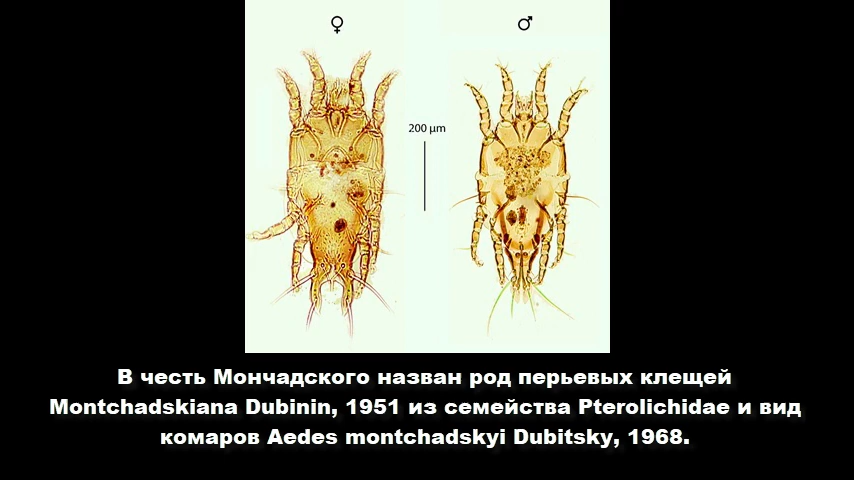 ♀ ♂
200 µm
В честь Мончадского назван род перьевых клещей
Montchadskiana Dubinin, 1951 из семейства Pterolichidae и вид
комаров Aedes montchadskyi Dubitsky, 1968.